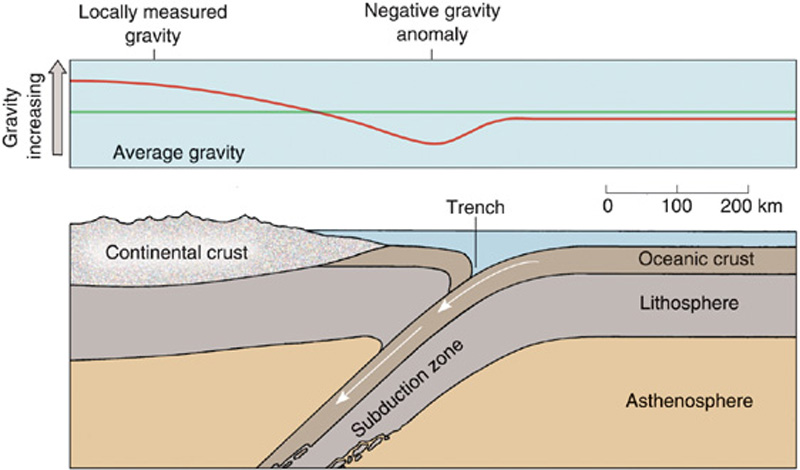 Locally measured
gravity
Negative gravity
anomaly
Gravity
increasing
Average gravity
Trench
0 100 200 km
Continental crust
Oceanic crust
Lithosphere
Subduction zone
Asthenosphere